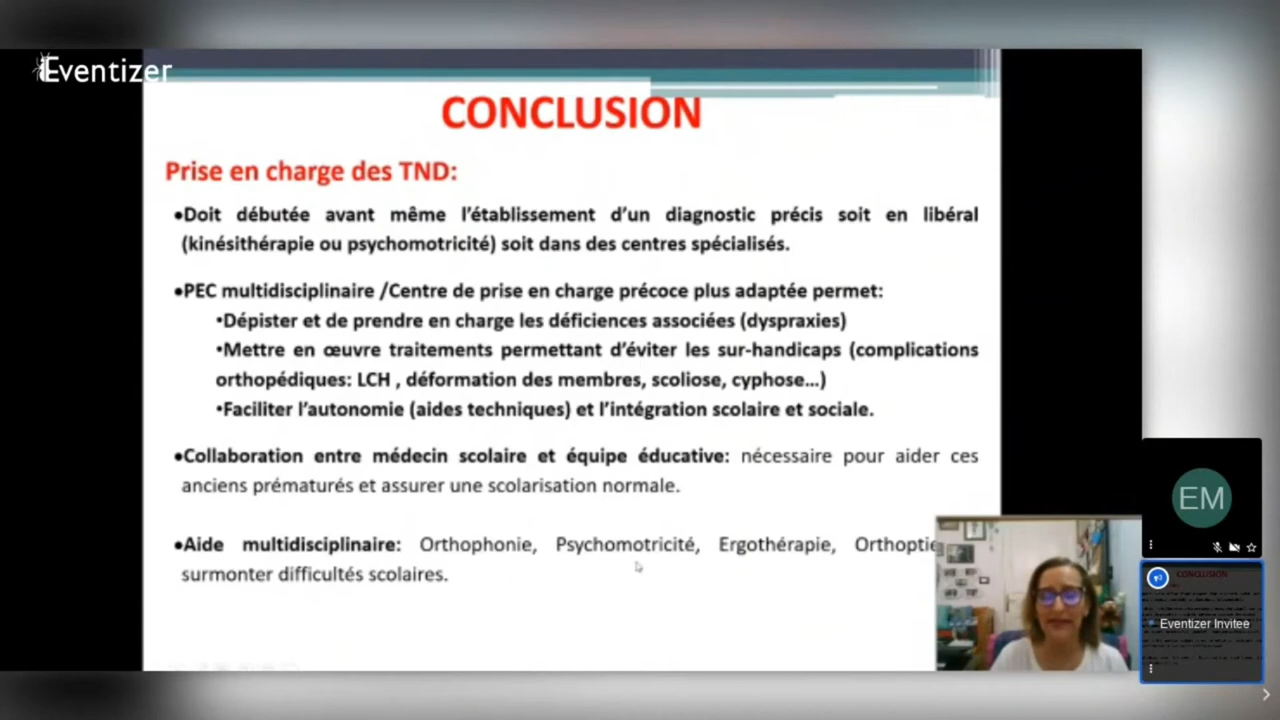 Eventizer
CONCLUSION
Prise en charge des TND:
•Doit débutée avant même l'établissement d'un diagnostic précis soit en libéral
(kinésithérapie ou psychomotricité) soit dans des centres spécialisés.
•PEC multidisciplinaire /Centre de prise en charge précoce plus adaptée permet:
•Dépister et de prendre en charge les déficiences associées (dyspraxies)
•Mettre en œuvre traitements permettant d'éviter les sur-handicaps (complications
orthopédiques: LCH , déformation des membres, scoliose, cyphose...)
•Faciliter l'autonomie (aides techniques) et l'intégration scolaire et sociale.
•Collaboration entre médecin scolaire et équipe éducative: nécessaire pour aider ces
anciens prématurés et assurer une scolarisation normale.
•Aide multidisciplinaire: Orthophonie, Psychomotricité, Ergothérapie, Orthoptie
surmonter difficultés scolaires.
EM
CONCLUSION
Eventizer Invitee